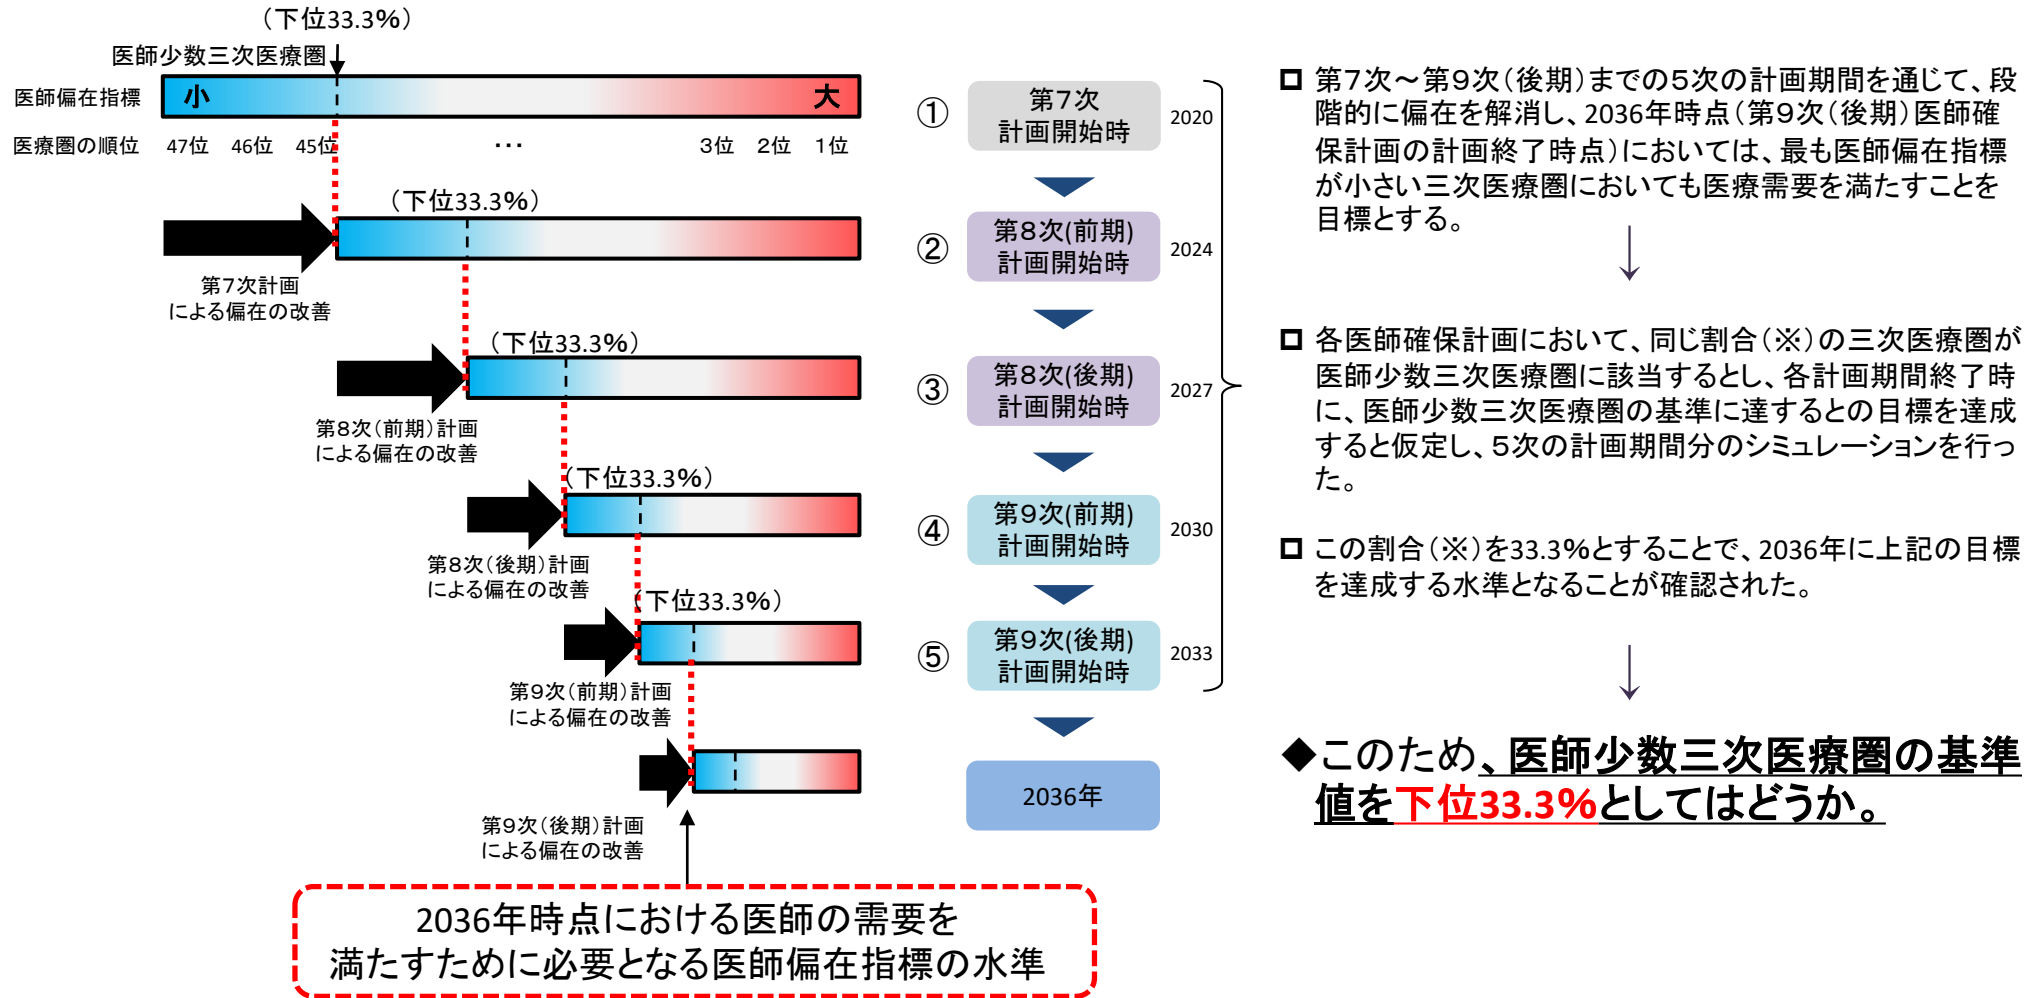 （下位33.3％）
医師少数三次医療圏
医師偏在指標
小
大
医療圏の順位
47位
46位
45位
･･･
３位
２位
１位
（下位33.3％）
第７次計画
による偏在の改善
（下位33.3％）
第８次（前期）計画
による偏在の改善
（下位33.3％）
第８次（後期）計画
による偏在の改善
（下位33.3％）
第９次（前期）計画
による偏在の改善
第９次（後期）計画
による偏在の改善
2036年時点における医師の需要を
満たすために必要となる医師偏在指標の水準
①
第７次
計画開始時
2020
②
第８次(前期)
計画開始時
2024
③
第８次(後期)
計画開始時
2027
④
第９次(前期)
計画開始時
2030
⑤
第９次(後期)
計画開始時
2033
2036年
第７次～第９次（後期）までの５次の計画期間を通じて、段
階的に偏在を解消し、2036年時点（第９次（後期）医師確
保計画の計画終了時点）においては、最も医師偏在指標
が小さい三次医療圏においても医療需要を満たすことを
目標とする。
↓
各医師確保計画において、同じ割合（※）の三次医療圏が
医師少数三次医療圏に該当するとし、各計画期間終了時
に、医師少数三次医療圏の基準に達するとの目標を達成
すると仮定し、５次の計画期間分のシミュレーションを行っ
た。
この割合（※）を33.3％とすることで、2036年に上記の目標
を達成する水準となることが確認された。
↓
◆このため、医師少数三次医療圏の基準
値を下位33.3％としてはどうか。